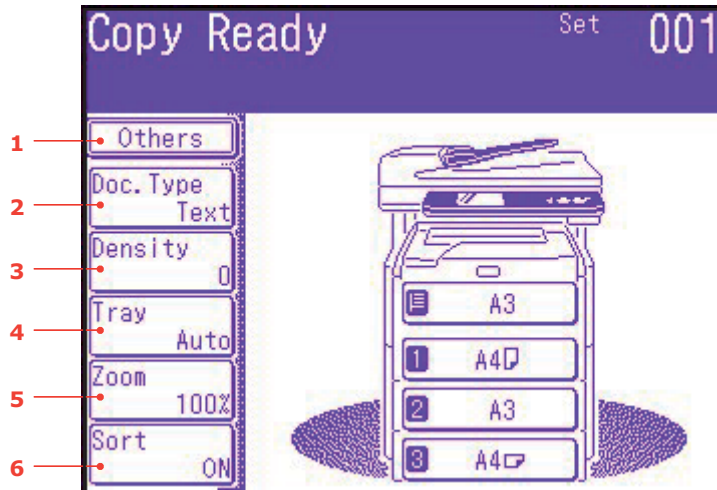 Copy Ready Set 001
1 Others
2 Doc.Type
Text
3 Density
0
4 Tray
Auto
5 Zoom
100%
6 Sort
ON
A3
1 A4
2 A3
3 A4